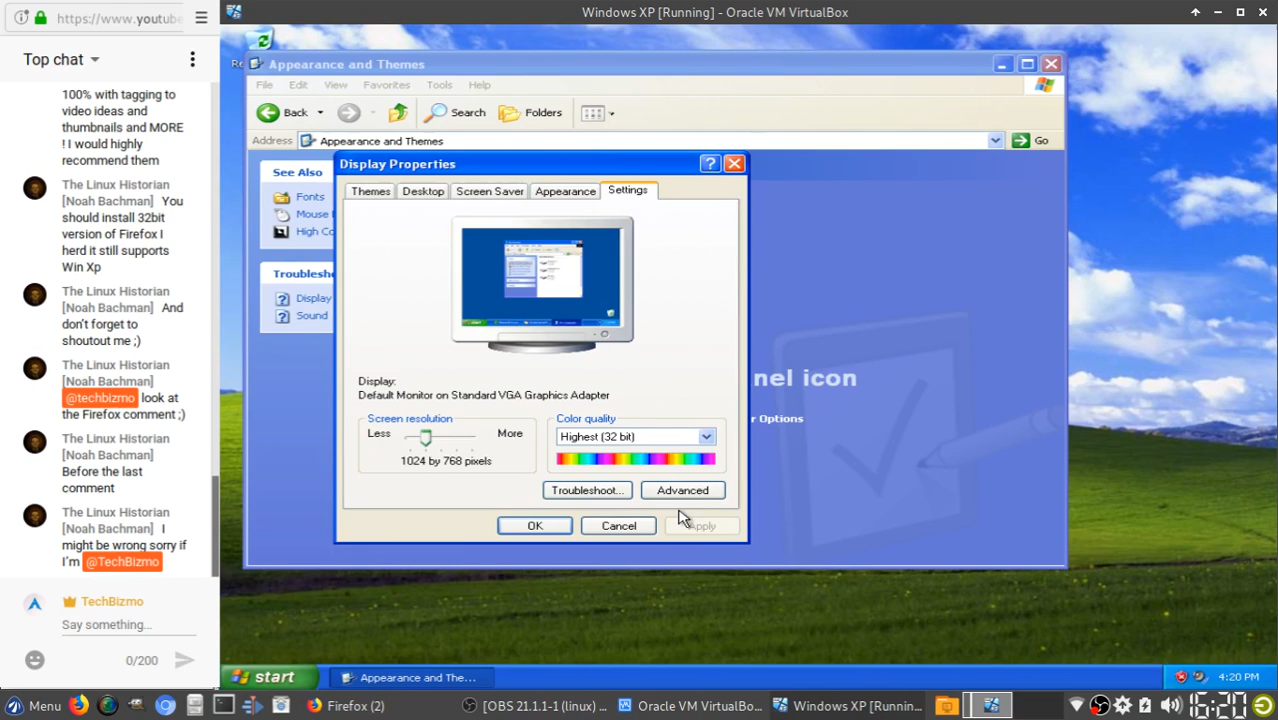 https://www.youtube
Top chat
100% with tagging to
video ideas and
thumbnails and MORE
! I would highly
recommend them
The Linux Historian
[Noah Bachman] You
should install 32bit
version of Firefox I
herd it still supports
Win Xp
The Linux Historian
[Noah Bachman] And
don't forget to
shoutout me ;)
The Linux Historian
[Noah Bachman]
@techbizmo look at
the Firefox comment ;)
The Linux Historian
[Noah Bachman]
Before the last
comment
The Linux Historian
[Noah Bachman] I
might be wrong sorry if
I'm @TechBizmo
TechBizmo
Say something...
0/200
Windows XP [Running] - Oracle VM VirtualBox
Appearance and Themes
File Edit View Favorites Tools Help
Back Search Folders
Address Appearance and Themes Go
See Also
Fonts
Mouse
High Co
Troublesh
Display
Sound
nel icon
r Options
Display Properties
Themes Desktop Screen Saver Appearance Settings
Display:
Default Monitor on Standard VGA Graphics Adapter
Screen resolution
Less More
1024 by 768 pixels
Color quality
Highest (32 bit)
Troubleshoot... Advanced
OK Cancel Apply
start Appearance and The... 4:20 PM
Menu Firefox (2) [OBS 21.1.1-1 (linux) ... Oracle VM VirtualBo... Windows XP [Runnin... 16:20